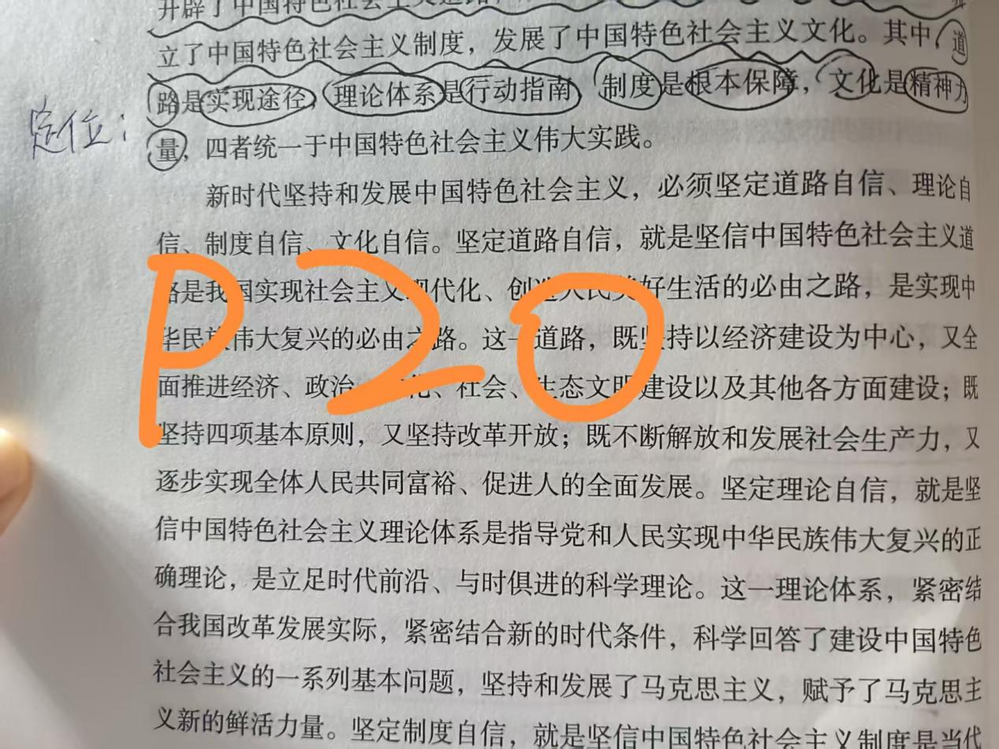 开辟了中国特色社会主义道路，
立了中国特色社会主义制度，发展了中国特色社会主义文化。其中，道
路是实现途径，理论体系是行动指南，制度是根本保障，文化是精神力
定位：
量，四者统一于中国特色社会主义伟大实践。
新时代坚持和发展中国特色社会主义，必须坚定道路自信、理论自
信、制度自信、文化自信。坚定道路自信，就是坚信中国特色社会主义道
路是我国实现社会主义现代化、创造人民美好生活的必由之路，是实现中
华民族伟大复兴的必由之路。这一道路，既坚持以经济建设为中心，又全
P20
面推进经济、政治、文化、社会、生态文明建设以及其他各方面建设；既
坚持四项基本原则，又坚持改革开放；既不断解放和发展社会生产力，又
逐步实现全体人民共同富裕、促进人的全面发展。坚定理论自信，就是坚
信中国特色社会主义理论体系是指导党和人民实现中华民族伟大复兴的正
确理论，是立足时代前沿、与时俱进的科学理论。这一理论体系，紧密结
合我国改革发展实际，紧密结合新的时代条件，科学回答了建设中国特色
社会主义的一系列基本问题，坚持和发展了马克思主义，赋予了马克思主
义新的鲜活力量。坚定制度自信，就是坚信中国特色社会主义制度是当代